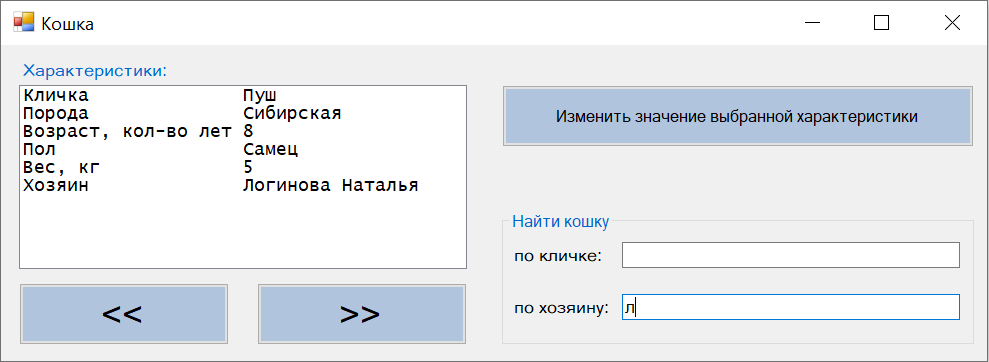 Кошка
Характеристики:
Кличка Пуш
Порода Сибирская
Возраст, кол-во лет 8
Пол Самец
Вес, кг 5
Хозяин Логинова Наталья
<< >>
Изменить значение выбранной характеристики
Найти кошку
по кличке:
по хозяину: л